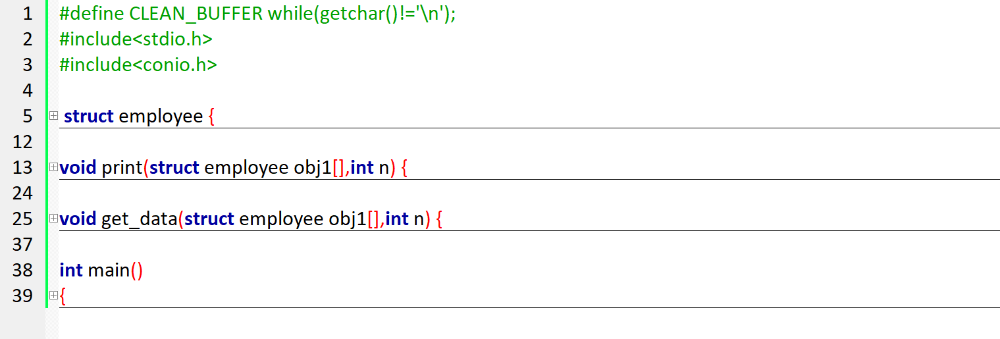 1 #define CLEAN_BUFFER while(getchar()!='\n');
2 #include<stdio.h>
3 #include<conio.h>
4
5 struct employee {
12
13 void print(struct employee obj1[],int n) {
24
25 void get_data(struct employee obj1[],int n) {
37
38 int main()
39 {